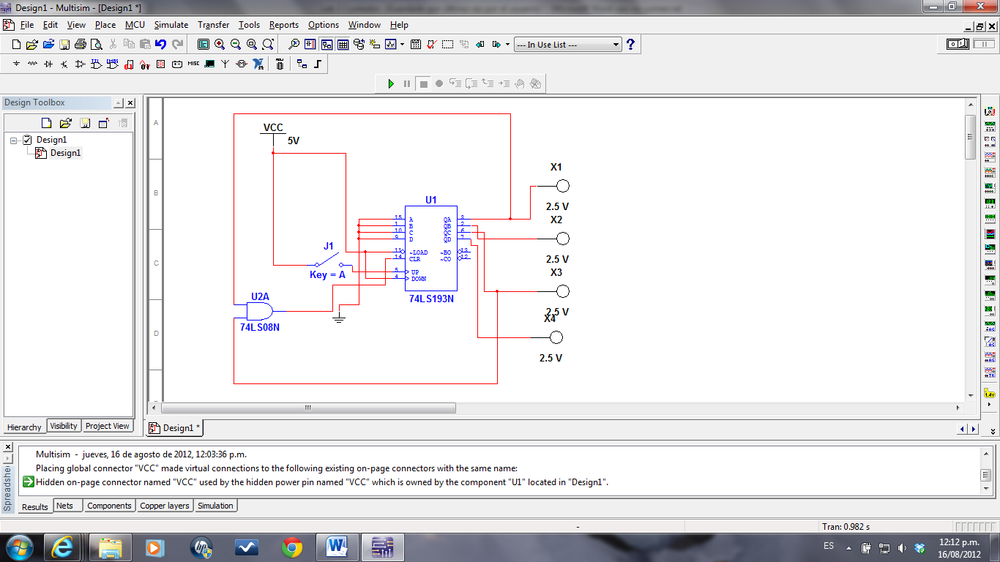 Design1 - Multisim - [Design1 *]
File Edit View Place MCU Simulate Transfer Tools Reports Options Window Help
--- In Use List ---
MISC
Design Toolbox
Design1
Design1
Hierarchy Visibility Project View
A
B
C
D
VCC
5V
U1
15 A QA 3
1 B QB 2
10 C QC 6
9 D QD 7
11 ~LOAD ~BO 13
14 CLR ~CO 12
5 UP
4 DOWN
74LS193N
J1
Key = A
U2A
74LS08N
X1
2.5 V
X2
2.5 V
X3
2.5 V
X4
2.5 V
1.4v
Design1 *
Multisim - jueves, 16 de agosto de 2012, 12:03:36 p.m.
Placing global connector "VCC" made virtual connections to the following existing on-page connectors with the same name:
Hidden on-page connector named "VCC" used by the hidden power pin named "VCC" which is owned by the component "U1" located in "Design1".
Results Nets Components Copper layers Simulation
-
Tran: 0.982 s
ES
12:12 p.m.
16/08/2012